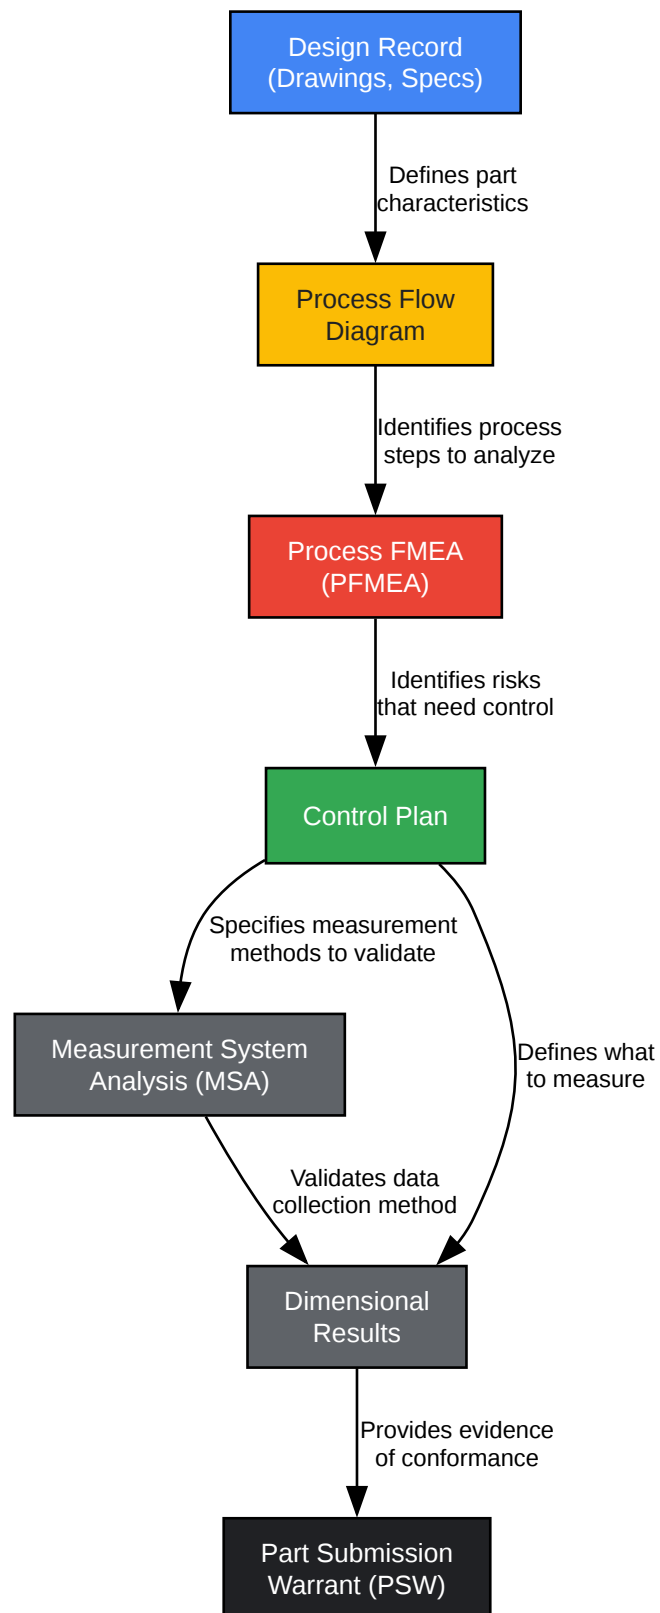 Design Record
(Drawings, Specs)
Defines part
characteristics
Process Flow
Diagram
Identifies process
steps to analyze
Process FMEA
(PFMEA)
Identifies risks
that need control
Control Plan
Specifies measurement
methods to validate
Measurement System
Analysis (MSA)
Defines what
to measure
Validates data
collection method
Dimensional
Results
Provides evidence
of conformance
Part Submission
Warrant (PSW)